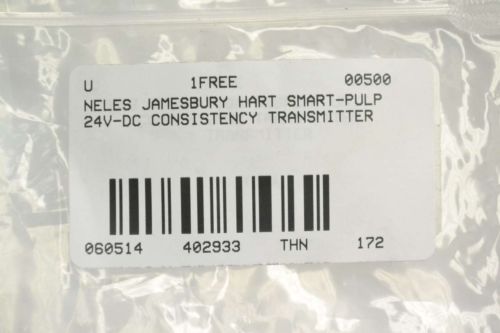 U 1FREE 00500
NELES JAMESBURY HART SMART-PULP
24V-DC CONSISTENCY TRANSMITTER
060514 402933 THN 172